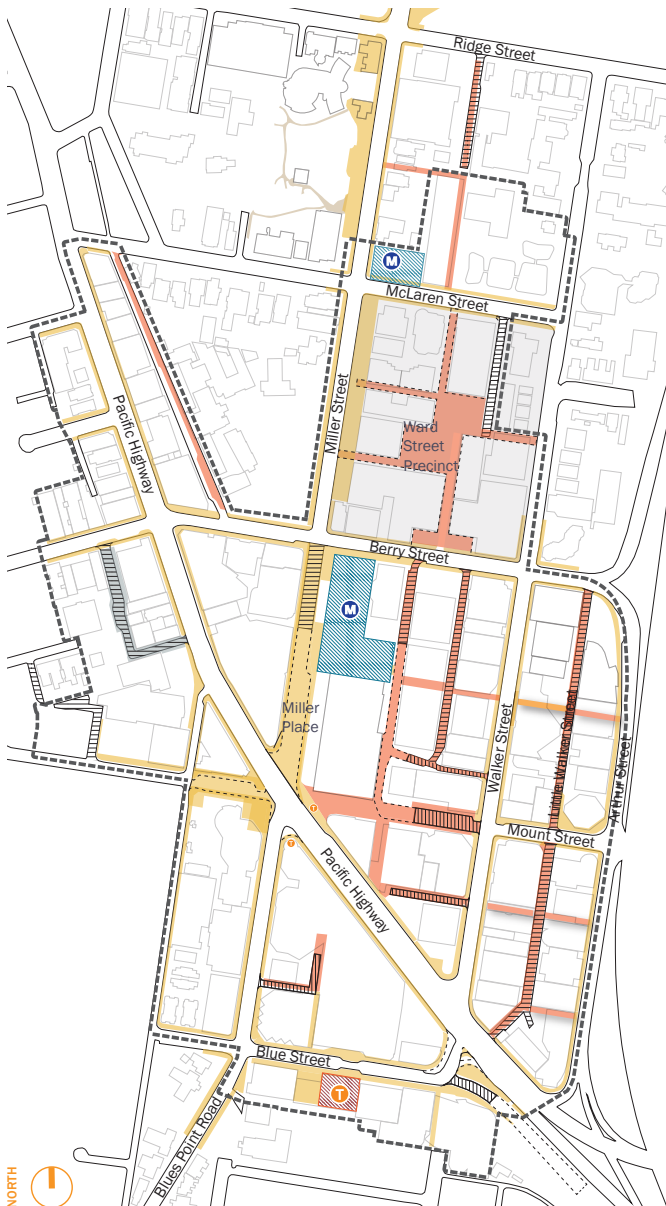 Ridge Street
M
McLaren Street
Miller Street
Pacific Highway
Ward
Street
Precinct
Berry Street
M
Miller
Place
Walker Street
Little Walker Street
Arthur Street
T
Mount Street
T
Pacific Highway
Blue Street
T
Blues Point Road
NORTH